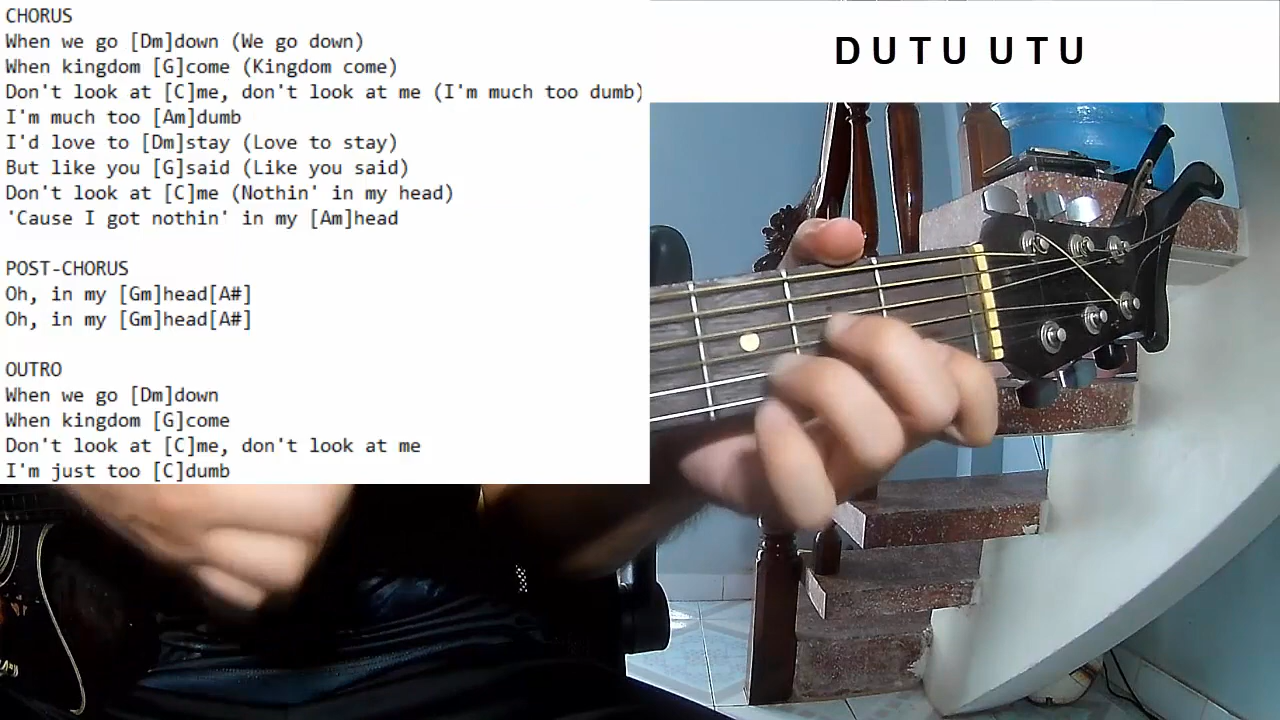 CHORUS
When we go [Dm]down (We go down)
When kingdom [G]come (Kingdom come)
Don't look at [C]me, don't look at me (I'm much too dumb)
I'm much too [Am]dumb
I'd love to [Dm]stay (Love to stay)
But like you [G]said (Like you said)
Don't look at [C]me (Nothin' in my head)
'Cause I got nothin' in my [Am]head
POST-CHORUS
Oh, in my [Gm]head[A#]
Oh, in my [Gm]head[A#]
OUTRO
When we go [Dm]down
When kingdom [G]come
Don't look at [C]me, don't look at me
I'm just too [C]dumb
D U T U U T U